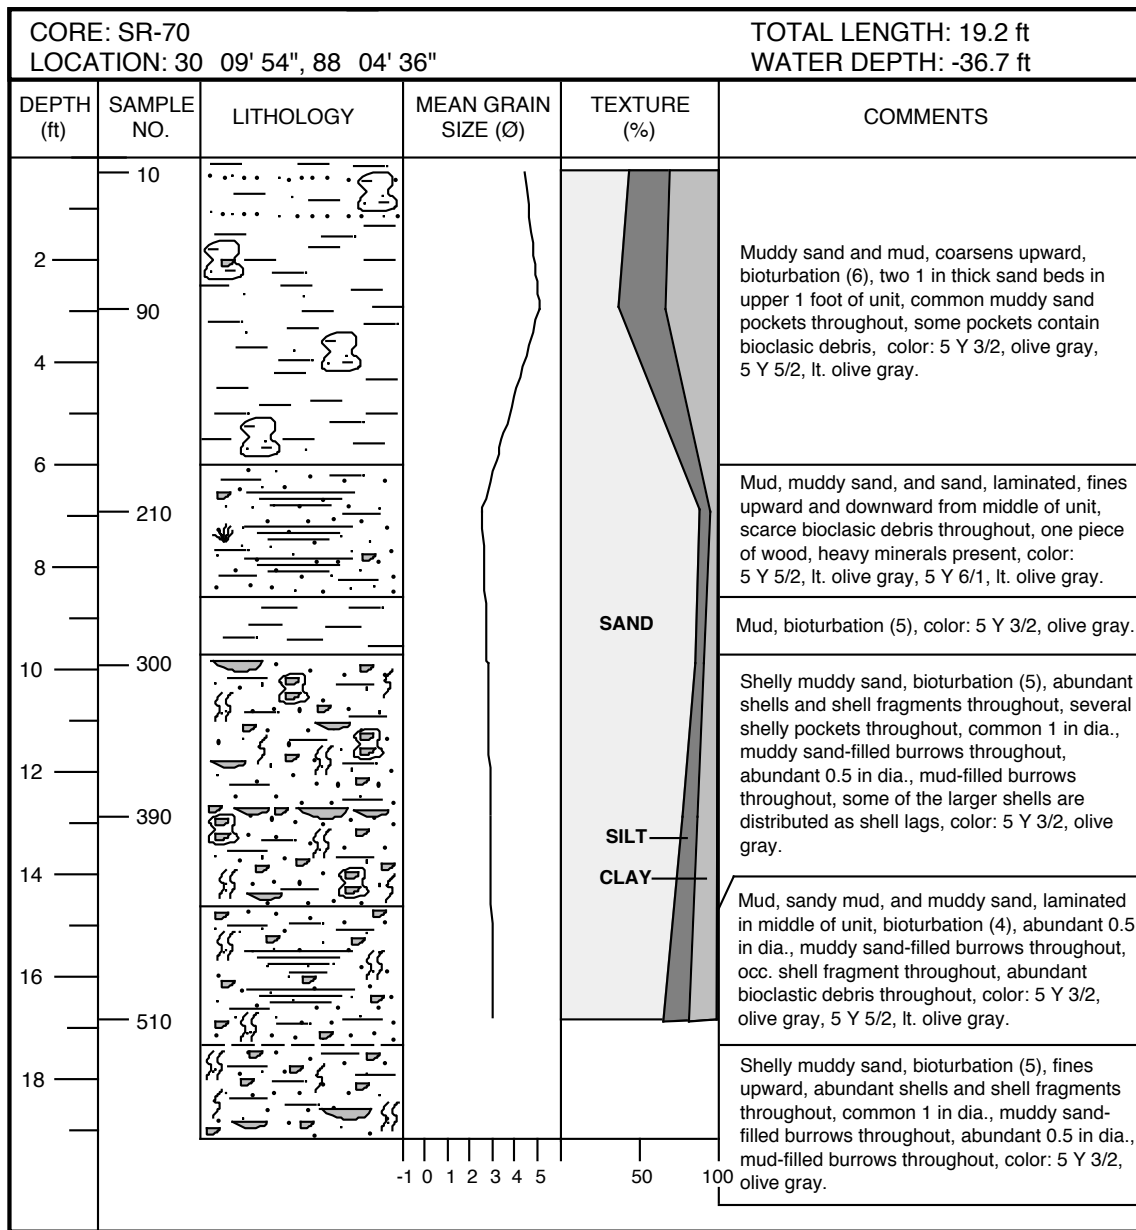 CORE: SR-70
LOCATION: 30 09' 54", 88 04' 36"
TOTAL LENGTH: 19.2 ft
WATER DEPTH: -36.7 ft
DEPTH
(ft)
SAMPLE
NO.
LITHOLOGY
MEAN GRAIN
SIZE (Ø)
TEXTURE
(%)
COMMENTS
2
4
6
8
10
12
14
16
18
10
90
210
300
390
510
SAND
SILT
CLAY
-1 0 1 2 3 4 5
50 100
Muddy sand and mud, coarsens upward,
bioturbation (6), two 1 in thick sand beds in
upper 1 foot of unit, common muddy sand
pockets throughout, some pockets contain
bioclasic debris, color: 5 Y 3/2, olive gray,
5 Y 5/2, lt. olive gray.
Mud, muddy sand, and sand, laminated, fines
upward and downward from middle of unit,
scarce bioclasic debris throughout, one piece
of wood, heavy minerals present, color:
5 Y 5/2, lt. olive gray, 5 Y 6/1, lt. olive gray.
Mud, bioturbation (5), color: 5 Y 3/2, olive gray.
Shelly muddy sand, bioturbation (5), abundant
shells and shell fragments throughout, several
shelly pockets throughout, common 1 in dia.,
muddy sand-filled burrows throughout,
abundant 0.5 in dia., mud-filled burrows
throughout, some of the larger shells are
distributed as shell lags, color: 5 Y 3/2, olive
gray.
Mud, sandy mud, and muddy sand, laminated
in middle of unit, bioturbation (4), abundant 0.5
in dia., muddy sand-filled burrows throughout,
occ. shell fragment throughout, abundant
bioclastic debris throughout, color: 5 Y 3/2,
olive gray, 5 Y 5/2, lt. olive gray.
Shelly muddy sand, bioturbation (5), fines
upward, abundant shells and shell fragments
throughout, common 1 in dia., muddy sand-
filled burrows throughout, abundant 0.5 in dia.,
mud-filled burrows throughout, color: 5 Y 3/2,
olive gray.